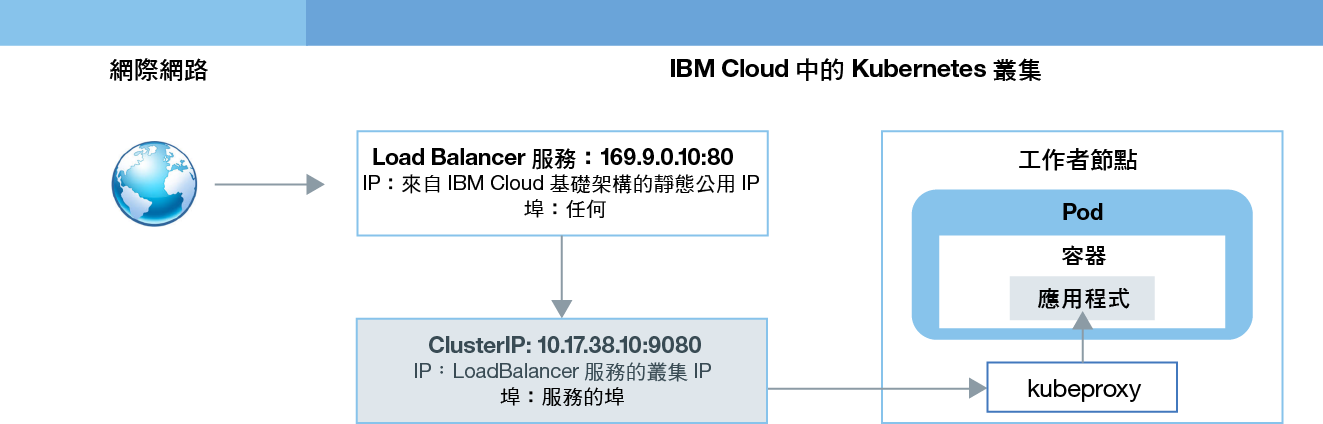 網際網路
IBM Cloud 中的 Kubernetes 叢集
Load Balancer 服務：169.9.0.10:80
IP：來自 IBM Cloud 基礎架構的靜態公用 IP
埠：任何
ClusterIP: 10.17.38.10:9080
IP：LoadBalancer 服務的叢集 IP
埠：服務的埠
工作者節點
Pod
容器
應用程式
kubeproxy